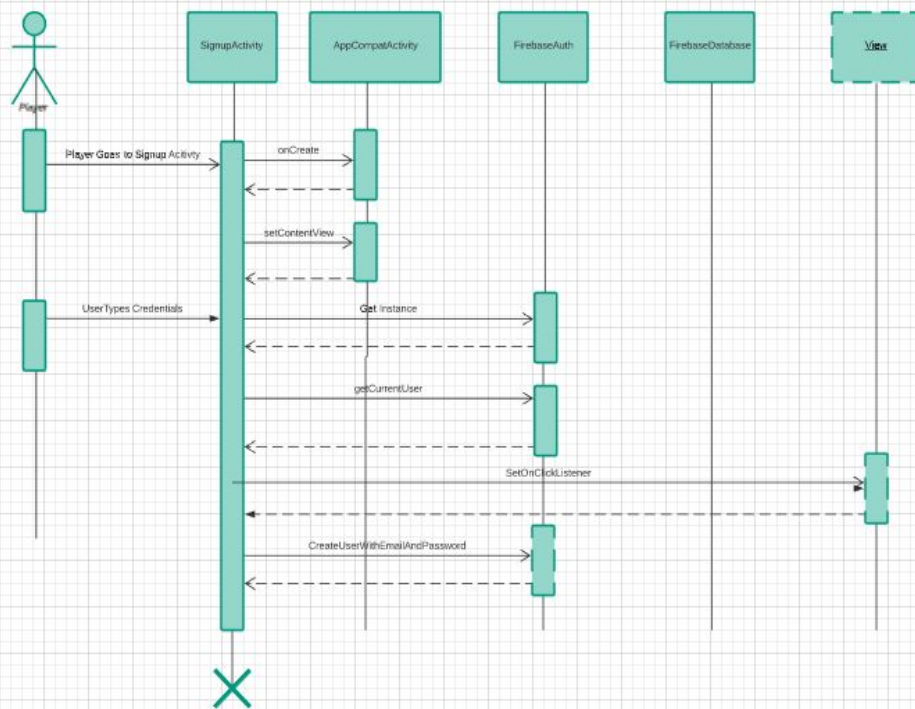 SignupActivity
AppCompatActivity
FirebaseAuth
FirebaseDatabase
View
Player
Player Goes to Signup Acitivity
onCreate
setContentView
UserTypes Credentials
Get Instance
getCurrentUser
SetOnClickListener
CreateUserWithEmailAndPassword